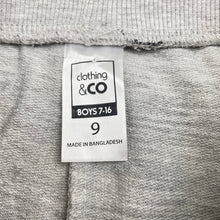 clothing
&CO
BOYS 7-16
9
MADE IN BANGLADESH